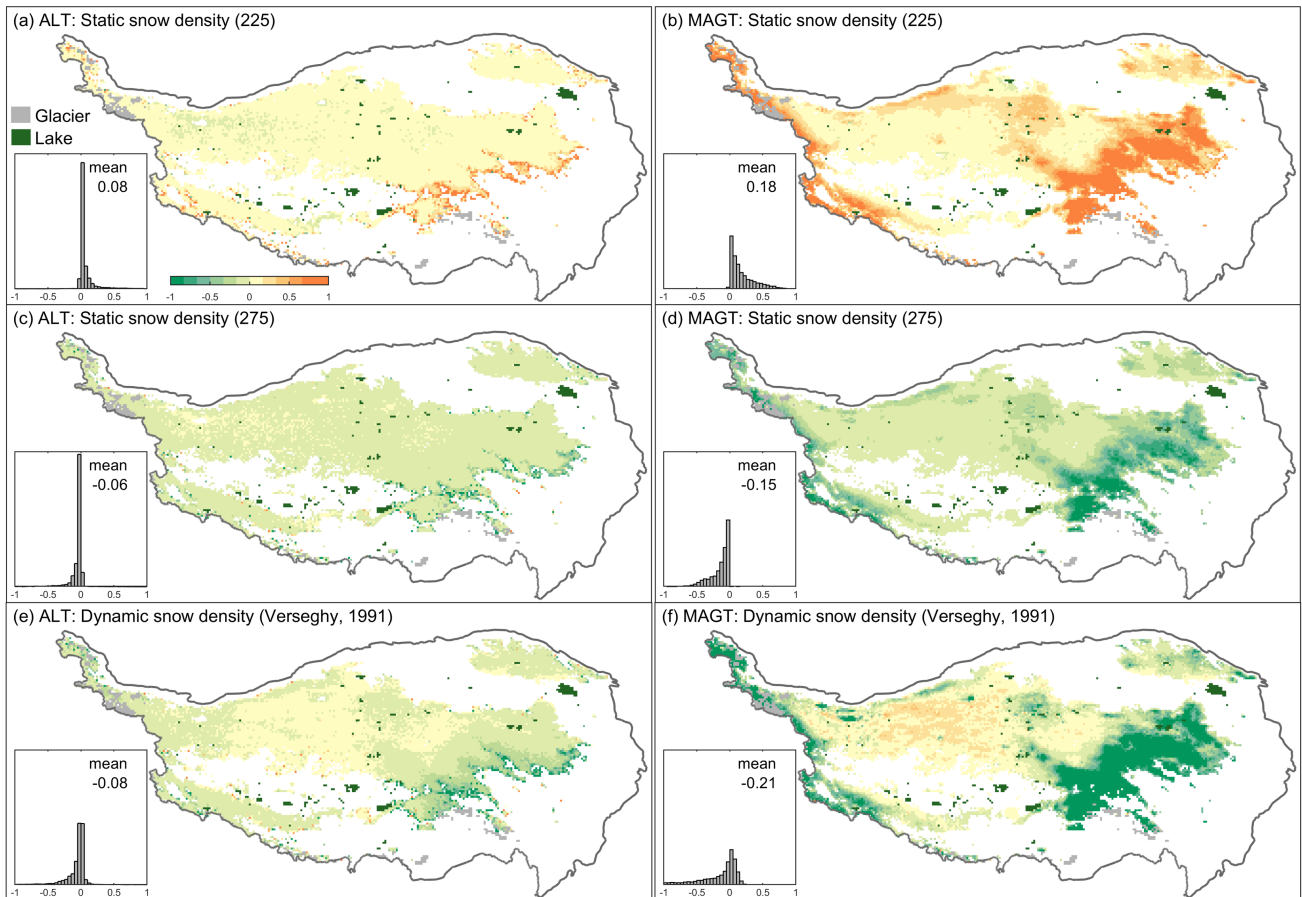 (a) ALT: Static snow density (225)
Glacier
Lake
mean
0.08
-1 -0.5 0 0.5 1
-1 -0.5 0 0.5 1
(b) MAGT: Static snow density (225)
mean
0.18
-1 -0.5 0 0.5 1
(c) ALT: Static snow density (275)
mean
-0.06
-1 -0.5 0 0.5 1
(d) MAGT: Static snow density (275)
mean
-0.15
-1 -0.5 0 0.5 1
(e) ALT: Dynamic snow density (Verseghy, 1991)
mean
-0.08
-1 -0.5 0 0.5 1
(f) MAGT: Dynamic snow density (Verseghy, 1991)
mean
-0.21
-1 -0.5 0 0.5 1